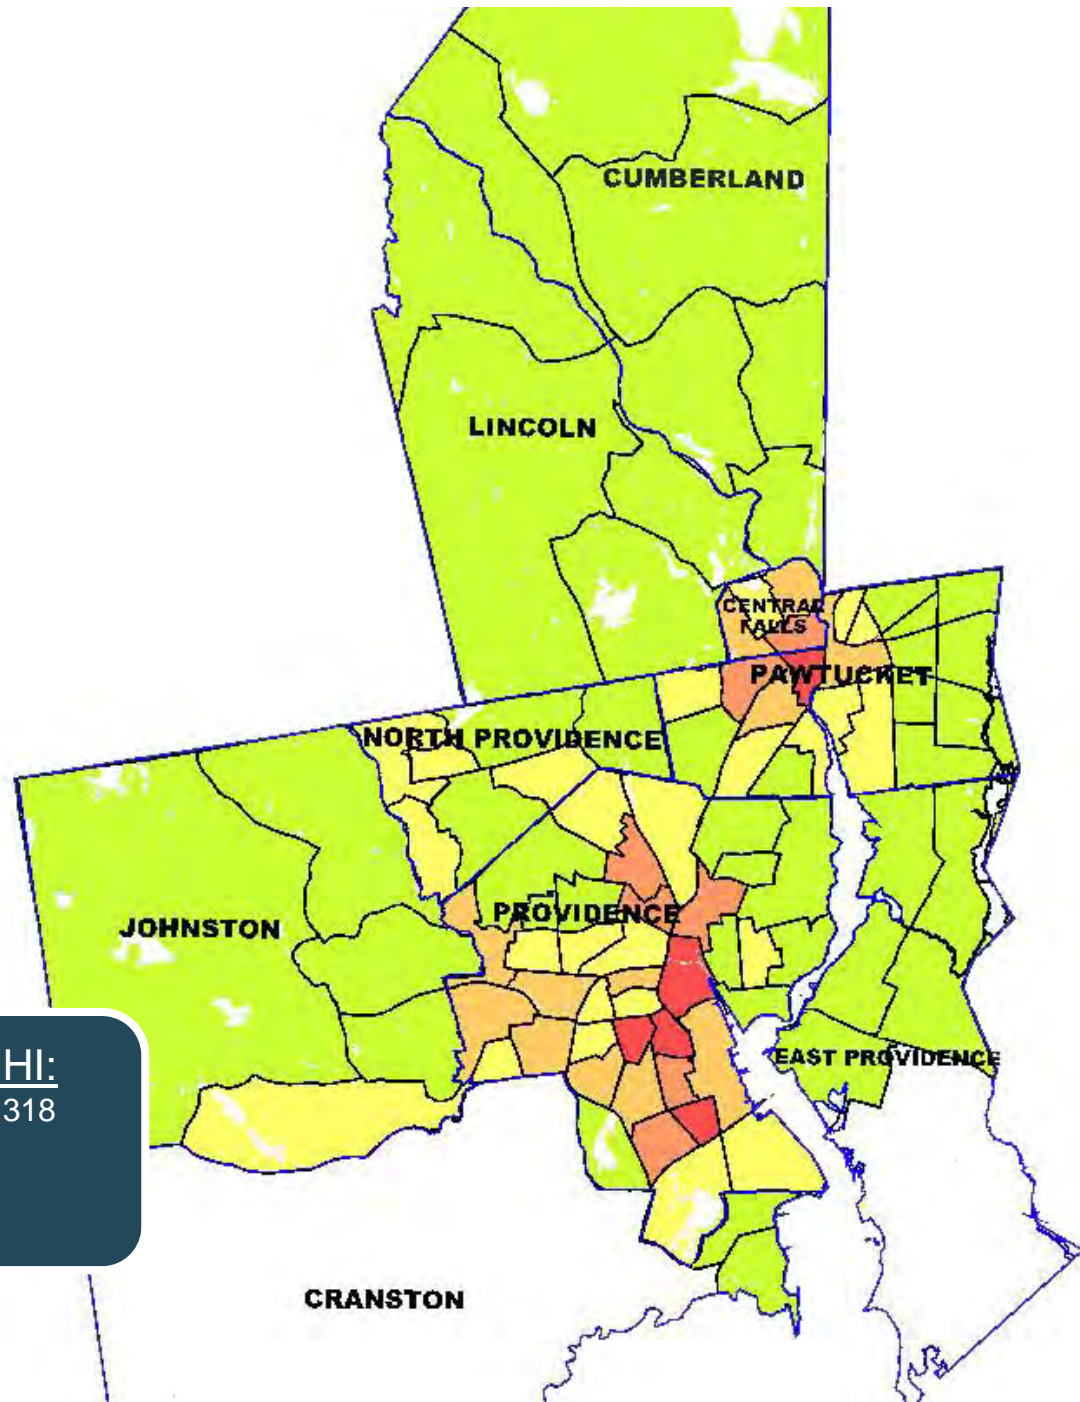 CUMBERLAND
LINCOLN
CENTRAL
FALLS
PAWTUCKET
NORTH PROVIDENCE
PROVIDENCE
JOHNSTON
HI:
318
EAST PROVIDENCE
CRANSTON